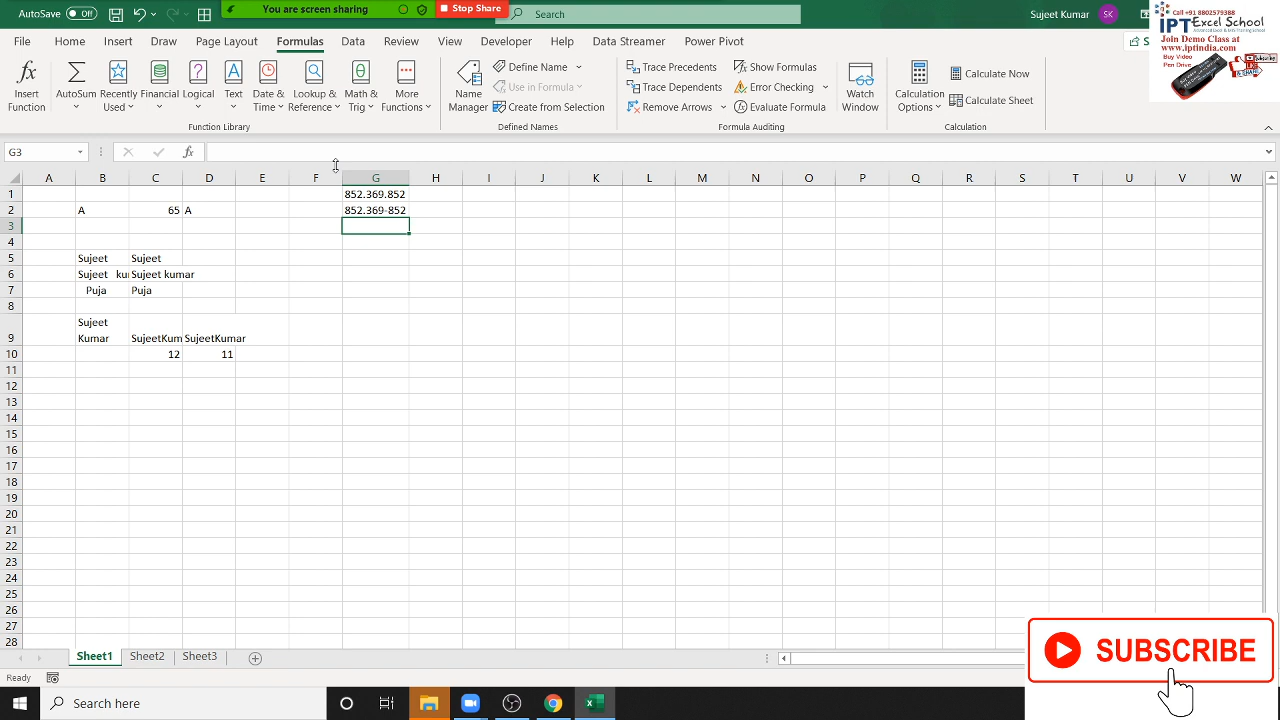 AutoSave Off
You are screen sharing
Stop Share
Search
Sujeet Kumar SK
Call +91 8802579388
IPT Excel School
Join Demo Class at
www.iptindia.com
Buy Video
Pen Drive
File Home Insert Draw Page Layout Formulas Data Review View Developer Help Data Streamer Power Pivot
Insert Function
AutoSum
Recently Used
Financial
Logical
Text
Date & Time
Lookup & Reference
Math & Trig
More Functions
Function Library
Name Manager
Define Name
Use in Formula
Create from Selection
Defined Names
Trace Precedents
Trace Dependents
Remove Arrows
Show Formulas
Error Checking
Evaluate Formula
Formula Auditing
Watch Window
Calculation Options
Calculate Now
Calculate Sheet
Calculation
G3
fx
A B C D E F G H I J K L M N O P Q R S T U V W
1 852.369.852
2 A 65 A 852.369-852
3
4
5 Sujeet Sujeet
6 Sujeet ku Sujeet kumar
7 Puja Puja
8
Sujeet
9 Kumar SujeetKum SujeetKumar
10 12 11
11
12
13
14
15
16
17
18
19
20
21
22
23
24
25
26
27
28
Sheet1 Sheet2 Sheet3
Ready
SUBSCRIBE
Search here